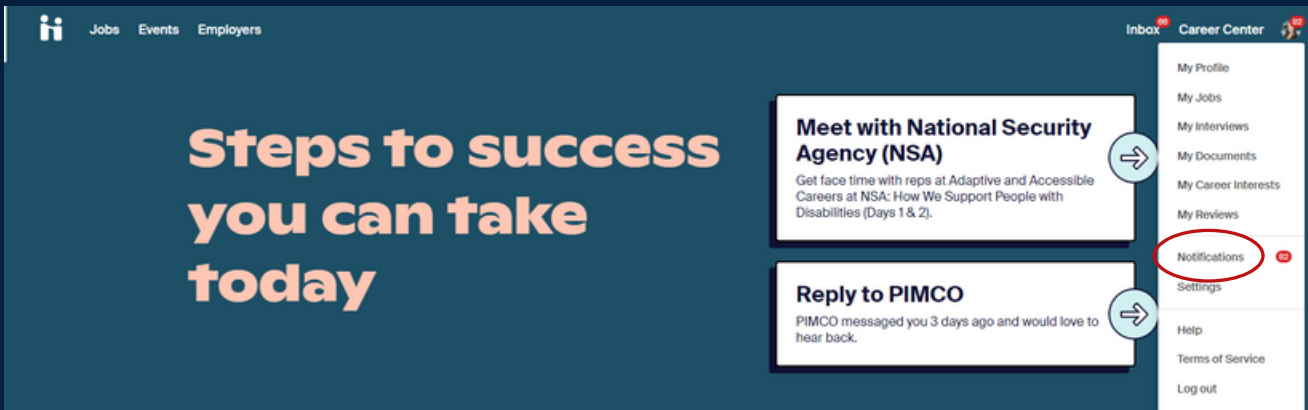 Jobs Events Employers
Inbox 66 Career Center 82
Steps to success
you can take
today
Meet with National Security
Agency (NSA)
Get face time with reps at Adaptive and Accessible
Careers at NSA: How We Support People with
Disabilities (Days 1 & 2).
Reply to PIMCO
PIMCO messaged you 3 days ago and would love to
hear back.
My Profile
My Jobs
My Interviews
My Documents
My Career Interests
My Reviews
Notifications 82
Settings
Help
Terms of Service
Log out